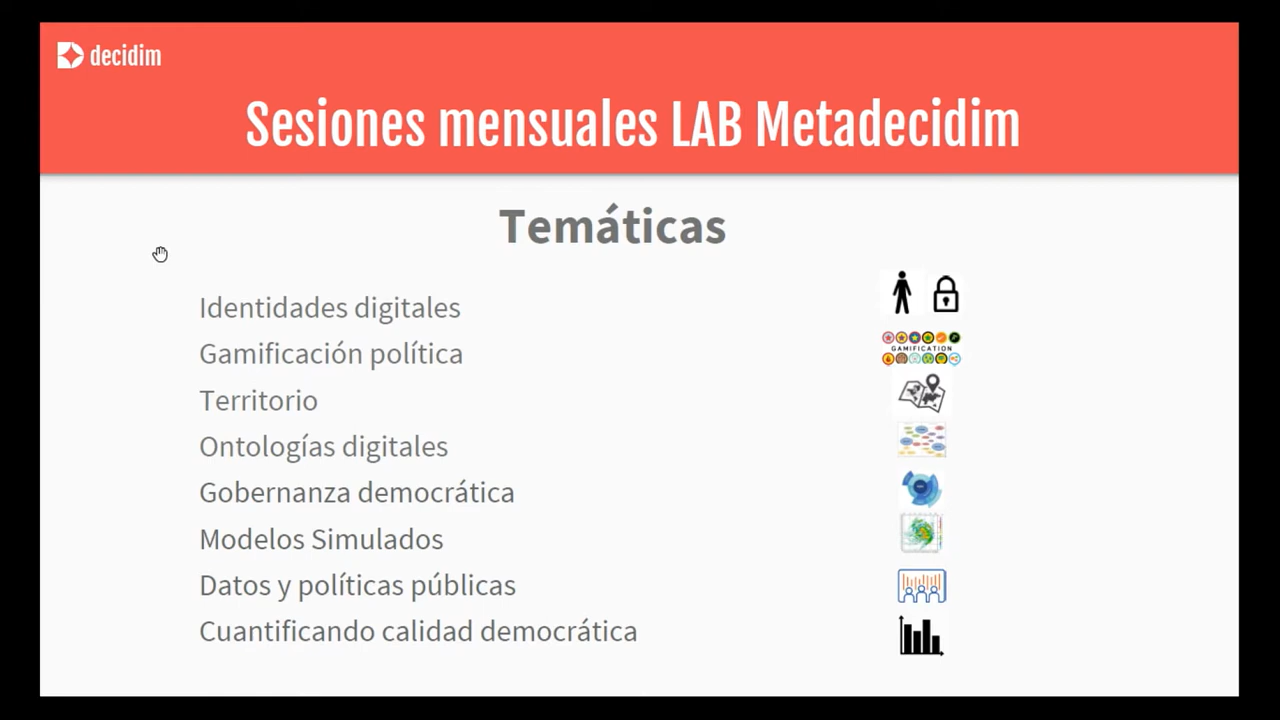 decidim
Sesiones mensuales LAB Metadecidim
Temáticas
Identidades digitales
Gamificación política
GAMIFICATION
Territorio
Ontologías digitales
Gobernanza democrática
Modelos Simulados
Datos y políticas públicas
Cuantificando calidad democrática